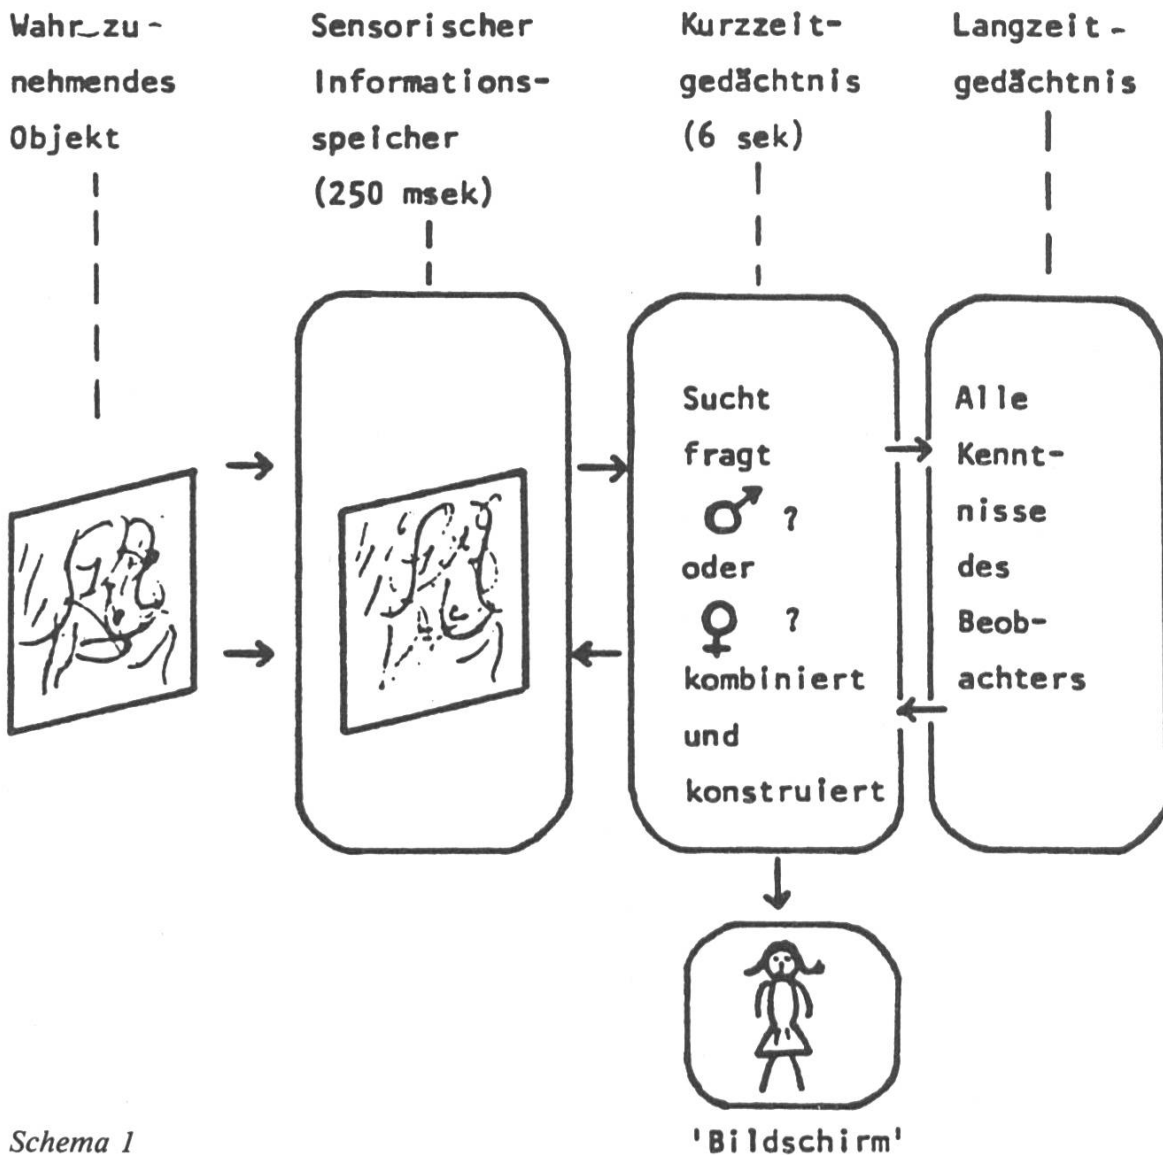 Wahr zu-
nehmendes
Objekt
Sensorischer
Informations-
speicher
(250 msek)
Kurzzeit-
gedächtnis
(6 sek)
Langzeit-
gedächtnis
Sucht
fragt
♂ ?
oder
♀ ?
kombiniert
und
konstruiert
Alle
Kennt-
nisse
des
Beob-
achters
'Bildschirm'
Schema 1